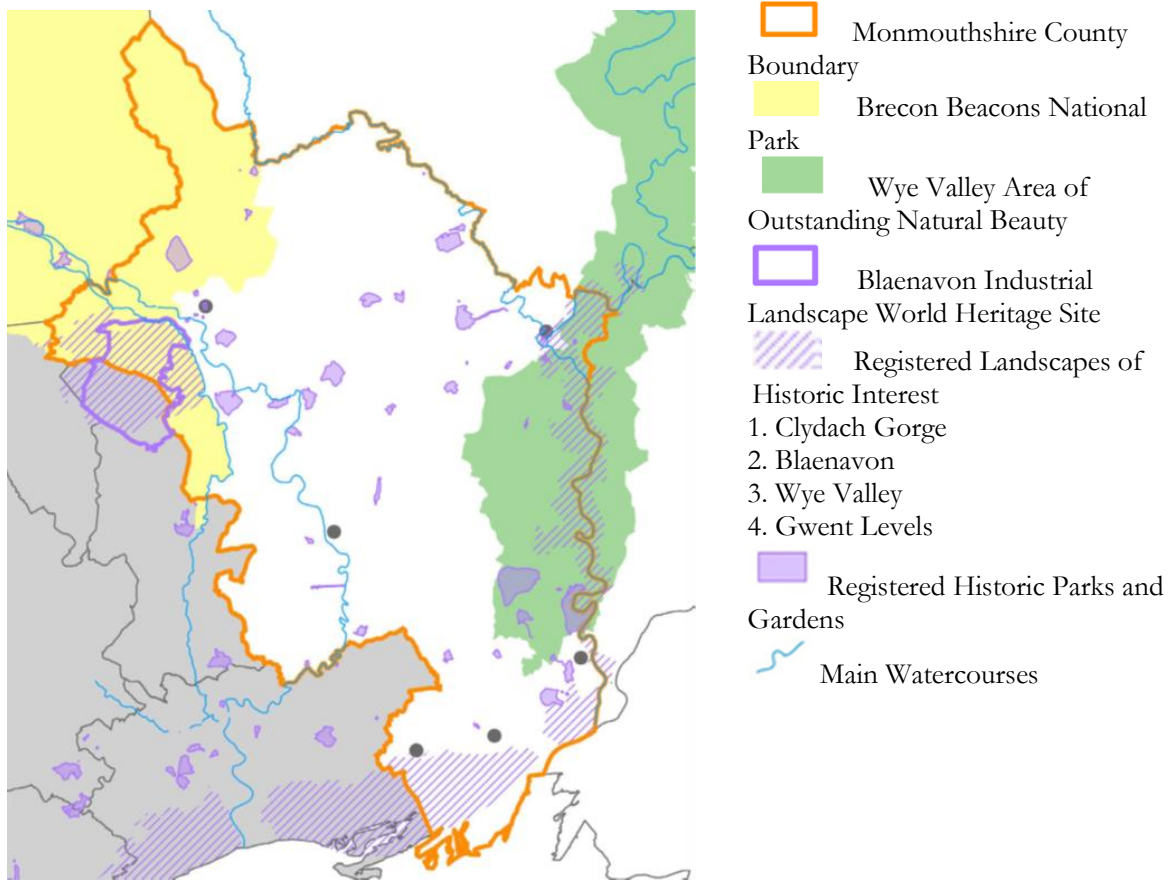 Monmouthshire County
Boundary
Brecon Beacons National
Park
Wye Valley Area of
Outstanding Natural Beauty
Blaenavon Industrial
Landscape World Heritage Site
Registered Landscapes of
Historic Interest
1. Clydach Gorge
2. Blaenavon
3. Wye Valley
4. Gwent Levels
Registered Historic Parks and
Gardens
Main Watercourses